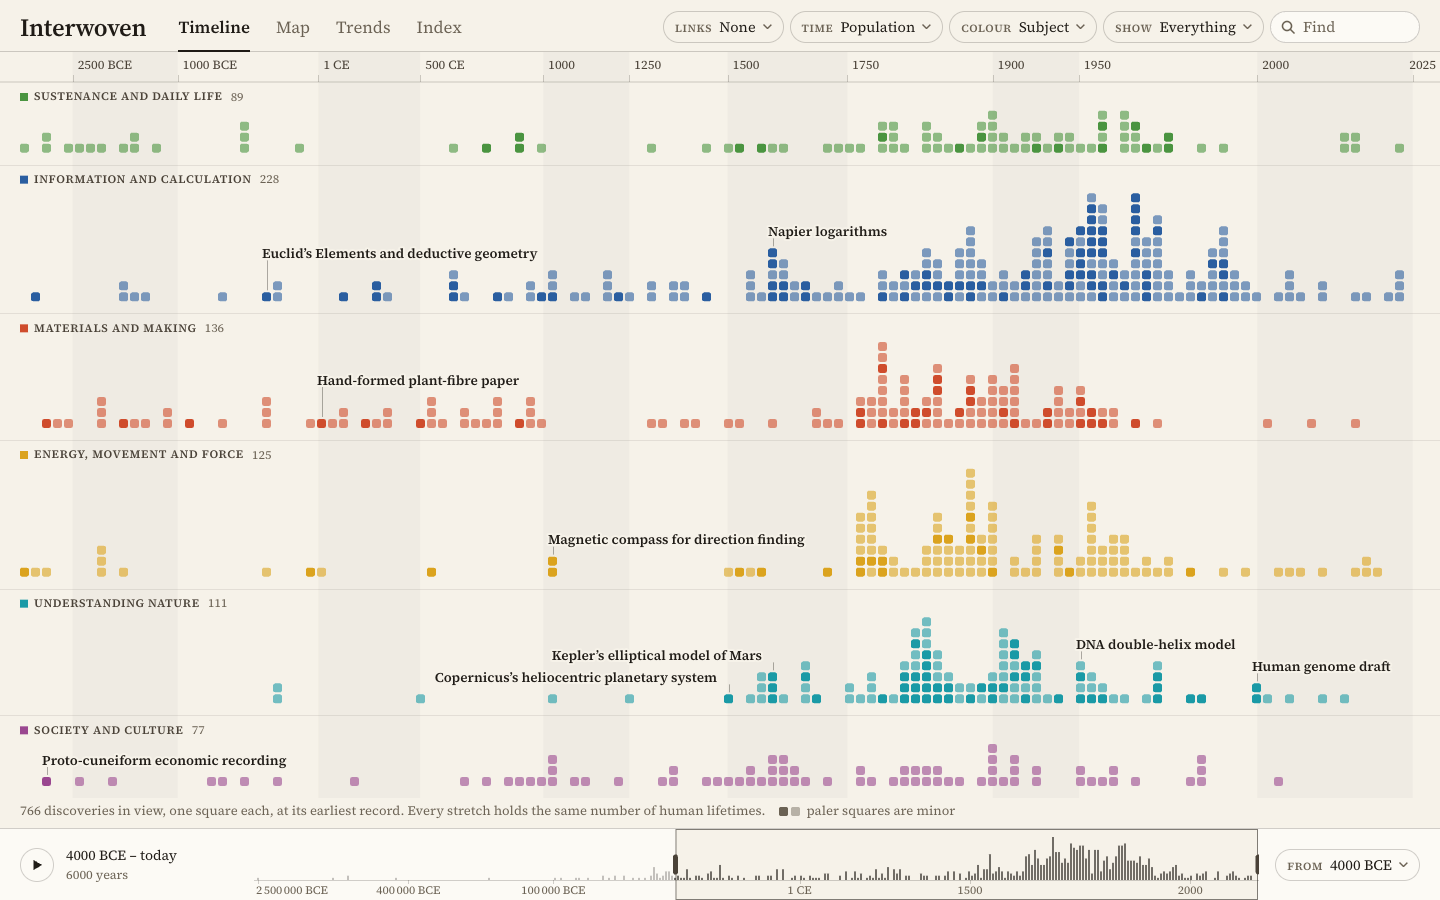 Interwoven
Timeline Map Trends Index
LINKS None
TIME Population
COLOUR Subject
SHOW Everything
Find
2500 BCE 1000 BCE 1 CE 500 CE 1000 1250 1500 1750 1900 1950 2000 2025
SUSTENANCE AND DAILY LIFE 89
INFORMATION AND CALCULATION 228
Napier logarithms
Euclid’s Elements and deductive geometry
MATERIALS AND MAKING 136
Hand-formed plant-fibre paper
ENERGY, MOVEMENT AND FORCE 125
Magnetic compass for direction finding
UNDERSTANDING NATURE 111
DNA double-helix model
Kepler’s elliptical model of Mars
Human genome draft
Copernicus’s heliocentric planetary system
SOCIETY AND CULTURE 77
Proto-cuneiform economic recording
766 discoveries in view, one square each, at its earliest record. Every stretch holds the same number of human lifetimes. paler squares are minor
4000 BCE – today
6000 years
2 500 000 BCE 400 000 BCE 100 000 BCE 1 CE 1500 2000
FROM 4000 BCE